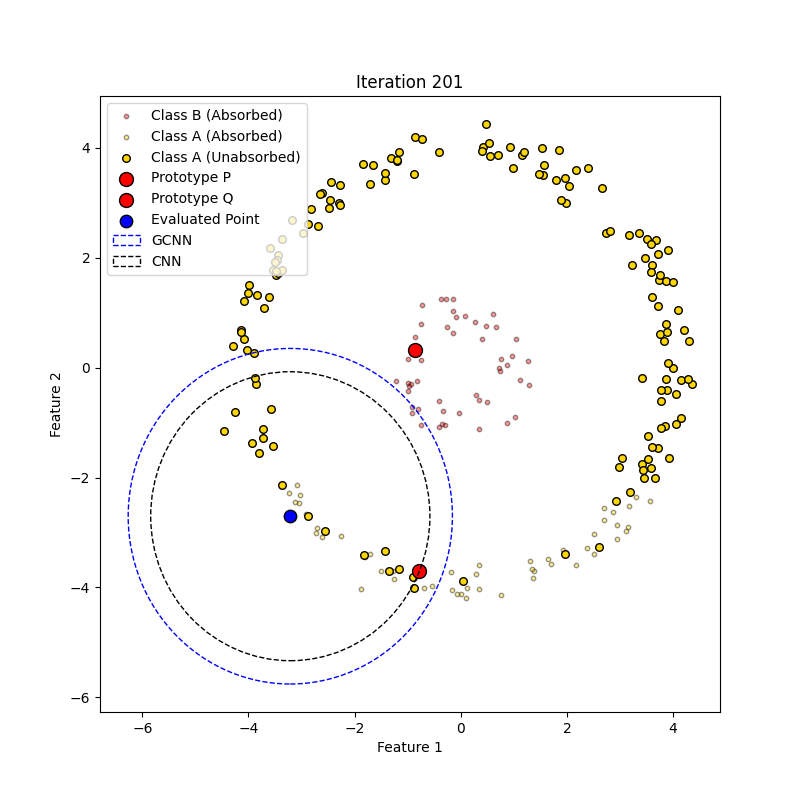 Iteration 201
Class B (Absorbed)
Class A (Absorbed)
Class A (Unabsorbed)
Prototype P
Prototype Q
Evaluated Point
GCNN
CNN
4
2
0
−2
−4
−6
Feature 2
−6 −4 −2 0 2 4
Feature 1